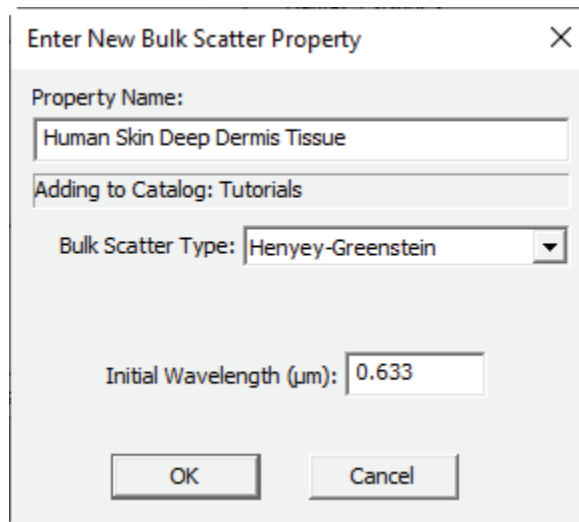 Enter New Bulk Scatter Property
Property Name:
Human Skin Deep Dermis Tissue
Adding to Catalog: Tutorials
Bulk Scatter Type: Henyey-Greenstein
Initial Wavelength (µm): 0.633
OK Cancel